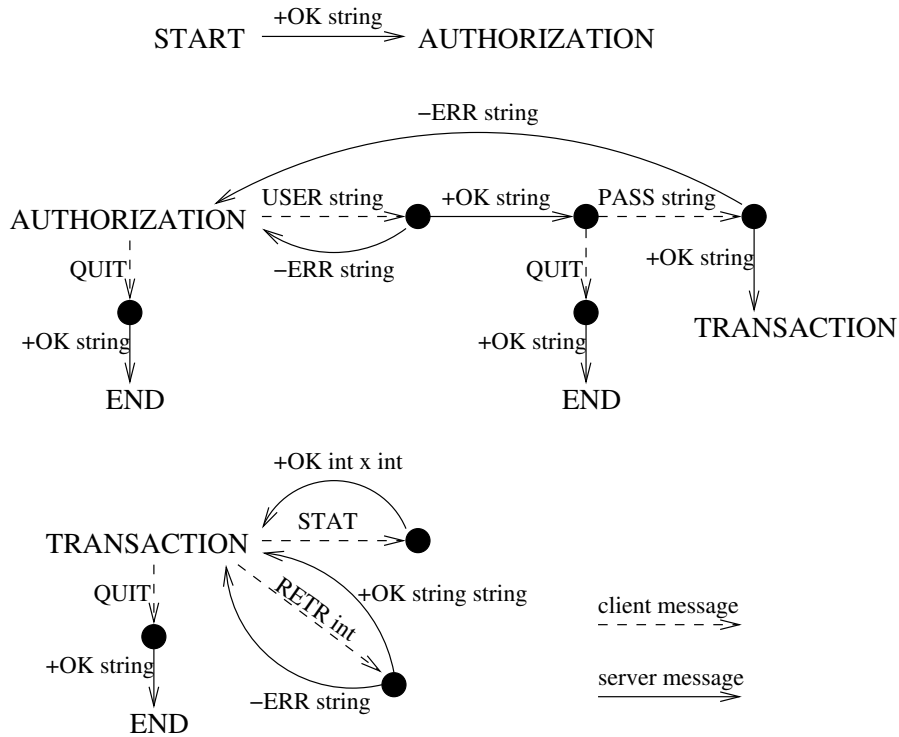 +OK string
START AUTHORIZATION
−ERR string
USER string +OK string PASS string
AUTHORIZATION
−ERR string
QUIT QUIT +OK string
+OK string +OK string TRANSACTION
END END
+OK int x int
STAT
TRANSACTION
QUIT RETR int +OK string string
client message
+OK string
−ERR string server message
END